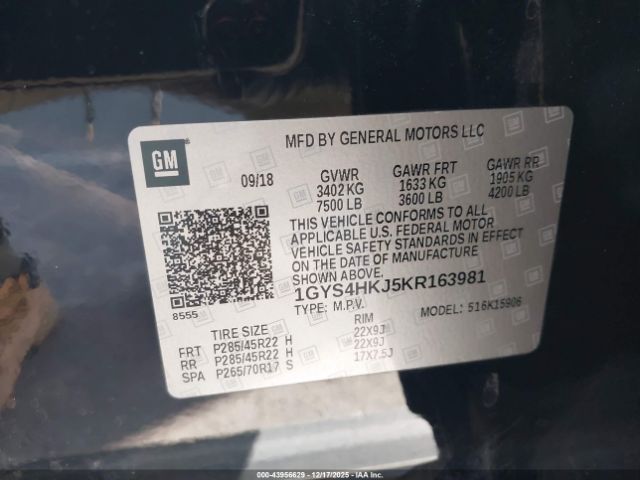 GM
MFD BY GENERAL MOTORS LLC
09/18
GVWR GAWR FRT GAWR RR
3402 KG 1633 KG 1905 KG
7500 LB 3600 LB 4200 LB
THIS VEHICLE CONFORMS TO ALL
APPLICABLE U.S. FEDERAL MOTOR
VEHICLE SAFETY STANDARDS IN EFFECT
ON THE DATE OF MANUFACTURE
SHOWN ABOVE.
8555
1GYS4HKJ5KR163981
TYPE: M.P.V. MODEL: 516K15906
TIRE SIZE RIM
FRT P285/45R22 H 22X9J
RR P285/45R22 H 22X9J
SPA P265/70R17 S 17X7.5J
© 000-43956629 | 12/17/2025 - IAAI.COM